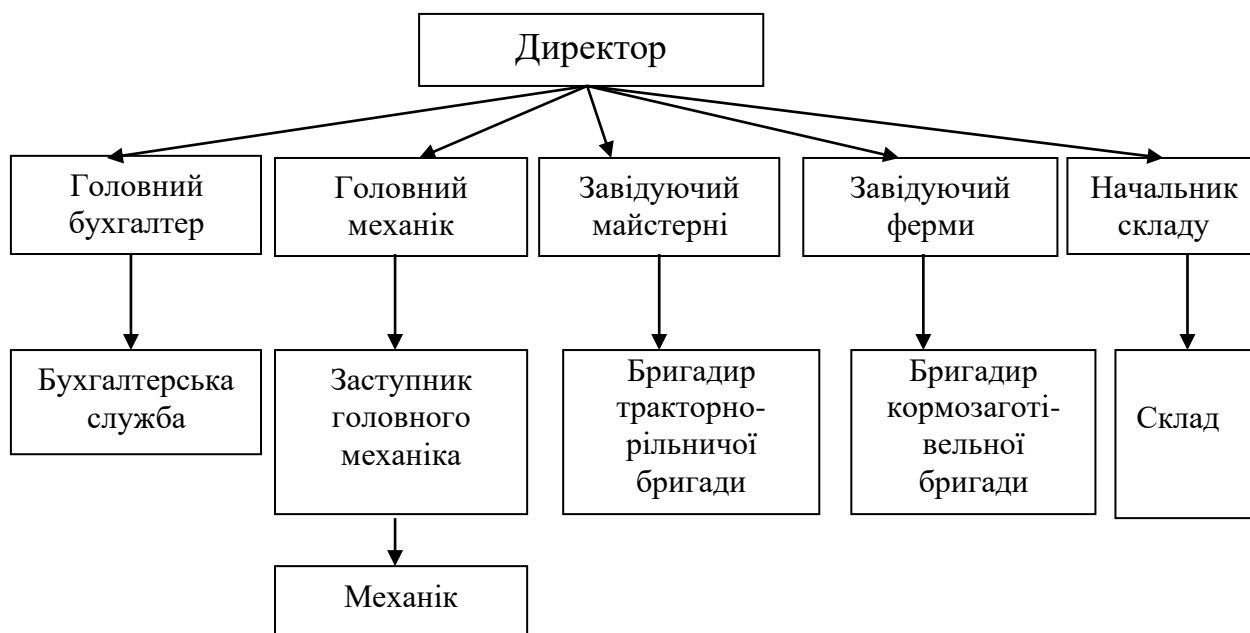 Директор
Головний
бухгалтер
Головний
механік
Завідуючий
майстерні
Завідуючий
ферми
Начальник
складу
Бухгалтерська
служба
Заступник
головного
механіка
Бригадир
тракторно-
рільничої
бригади
Бригадир
кормозаготі-
вельної
бригади
Склад
Механік